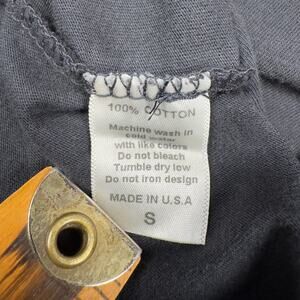 100% COTTON
Machine wash in
cold water
with like colors
Do not bleach
Tumble dry low
Do not iron design
MADE IN U.S.A
S